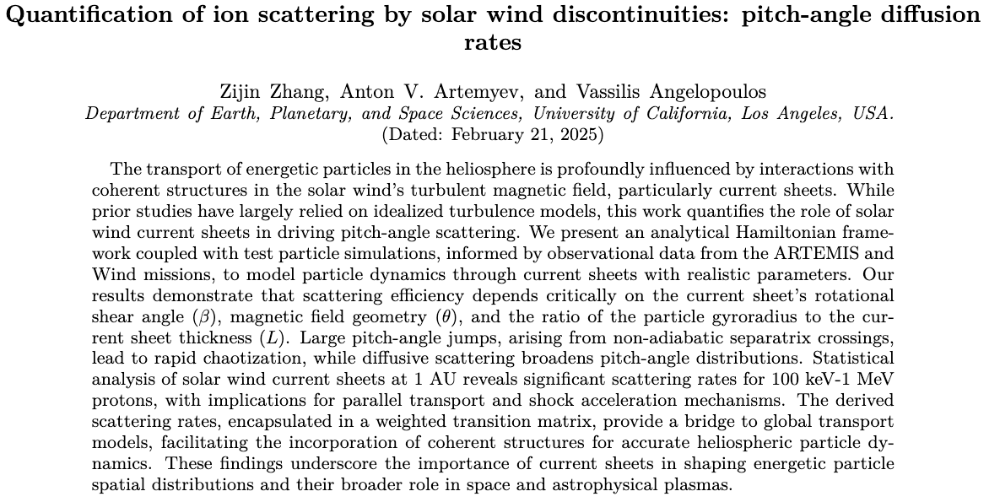 Quantification of ion scattering by solar wind discontinuities: pitch-angle diffusion
rates
Zijin Zhang, Anton V. Artemyev, and Vassilis Angelopoulos
Department of Earth, Planetary, and Space Sciences, University of California, Los Angeles, USA.
(Dated: February 21, 2025)
The transport of energetic particles in the heliosphere is profoundly influenced by interactions with
coherent structures in the solar wind's turbulent magnetic field, particularly current sheets. While
prior studies have largely relied on idealized turbulence models, this work quantifies the role of solar
wind current sheets in driving pitch-angle scattering. We present an analytical Hamiltonian frame-
work coupled with test particle simulations, informed by observational data from the ARTEMIS and
Wind missions, to model particle dynamics through current sheets with realistic parameters. Our
results demonstrate that scattering efficiency depends critically on the current sheet's rotational
shear angle (β), magnetic field geometry (θ), and the ratio of the particle gyroradius to the cur-
rent sheet thickness (L). Large pitch-angle jumps, arising from non-adiabatic separatrix crossings,
lead to rapid chaotization, while diffusive scattering broadens pitch-angle distributions. Statistical
analysis of solar wind current sheets at 1 AU reveals significant scattering rates for 100 keV-1 MeV
protons, with implications for parallel transport and shock acceleration mechanisms. The derived
scattering rates, encapsulated in a weighted transition matrix, provide a bridge to global transport
models, facilitating the incorporation of coherent structures for accurate heliospheric particle dy-
namics. These findings underscore the importance of current sheets in shaping energetic particle
spatial distributions and their broader role in space and astrophysical plasmas.